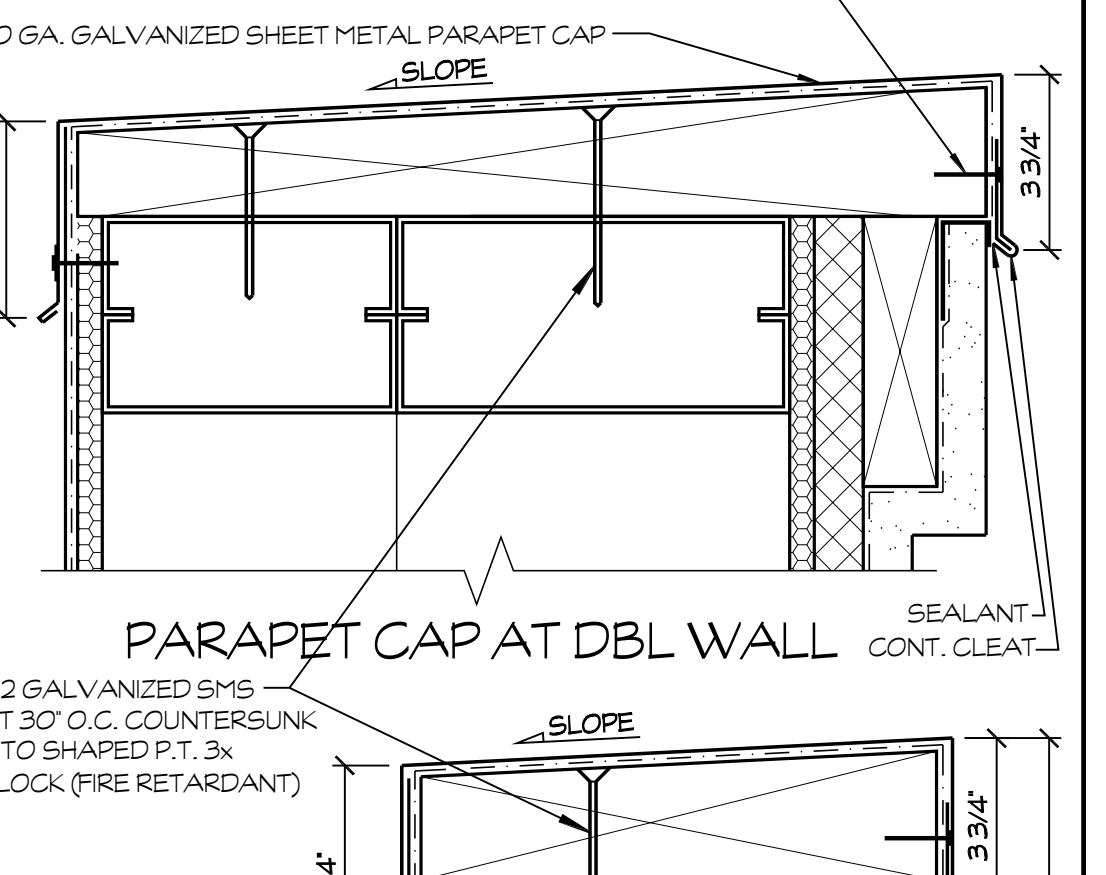 GA. GALVANIZED SHEET METAL PARAPET CAP
SLOPE
3 3/4"
SEALANT
CONT. CLEAT
PARAPET CAP AT DBL WALL
2 GALVANIZED SMS
T 30" O.C. COUNTERSUNK
TO SHAPED P.T. 3x
LOCK (FIRE RETARDANT)
SLOPE
3 3/4"
4"